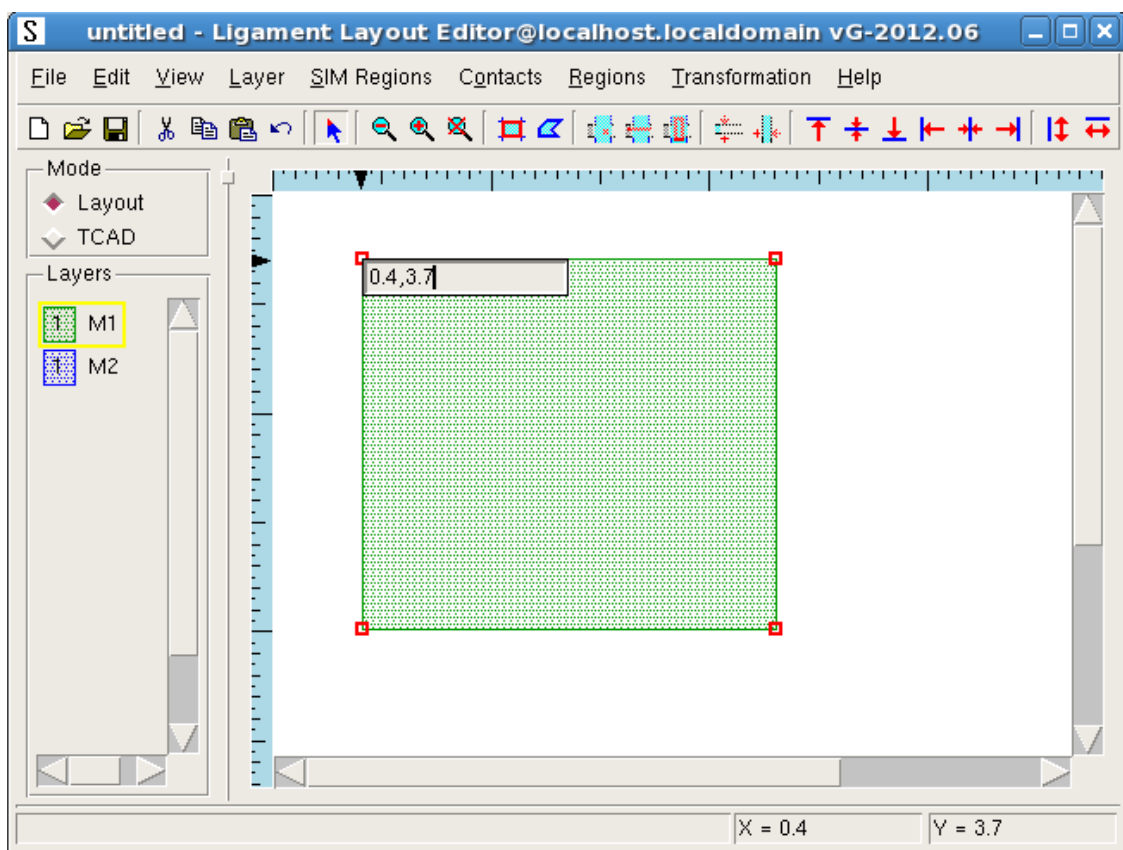 S untitled - Ligament Layout Editor@localhost.localdomain vG-2012.06
File Edit View Layer SIM Regions Contacts Regions Transformation Help
Mode
Layout
TCAD
Layers
1 M1
1 M2
0.4,3.7
X = 0.4 Y = 3.7